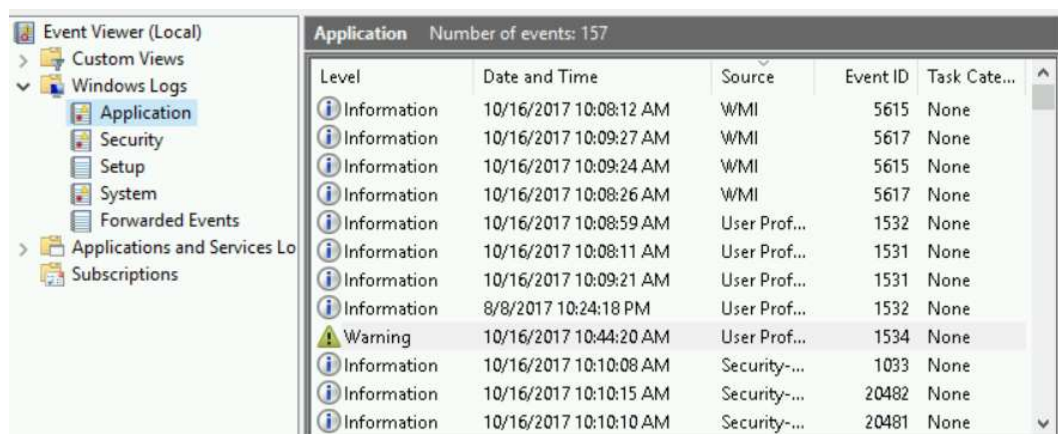 Event Viewer (Local)
Custom Views
Windows Logs
Application
Security
Setup
System
Forwarded Events
Applications and Services Lo
Subscriptions
Application Number of events: 157
Level Date and Time Source Event ID Task Cate...
Information 10/16/2017 10:08:12 AM WMI 5615 None
Information 10/16/2017 10:09:27 AM WMI 5617 None
Information 10/16/2017 10:09:24 AM WMI 5615 None
Information 10/16/2017 10:08:26 AM WMI 5617 None
Information 10/16/2017 10:08:59 AM User Prof... 1532 None
Information 10/16/2017 10:08:11 AM User Prof... 1531 None
Information 10/16/2017 10:09:21 AM User Prof... 1531 None
Information 8/8/2017 10:24:18 PM User Prof... 1532 None
Warning 10/16/2017 10:44:20 AM User Prof... 1534 None
Information 10/16/2017 10:10:08 AM Security-... 1033 None
Information 10/16/2017 10:10:15 AM Security-... 20482 None
Information 10/16/2017 10:10:10 AM Security-... 20481 None